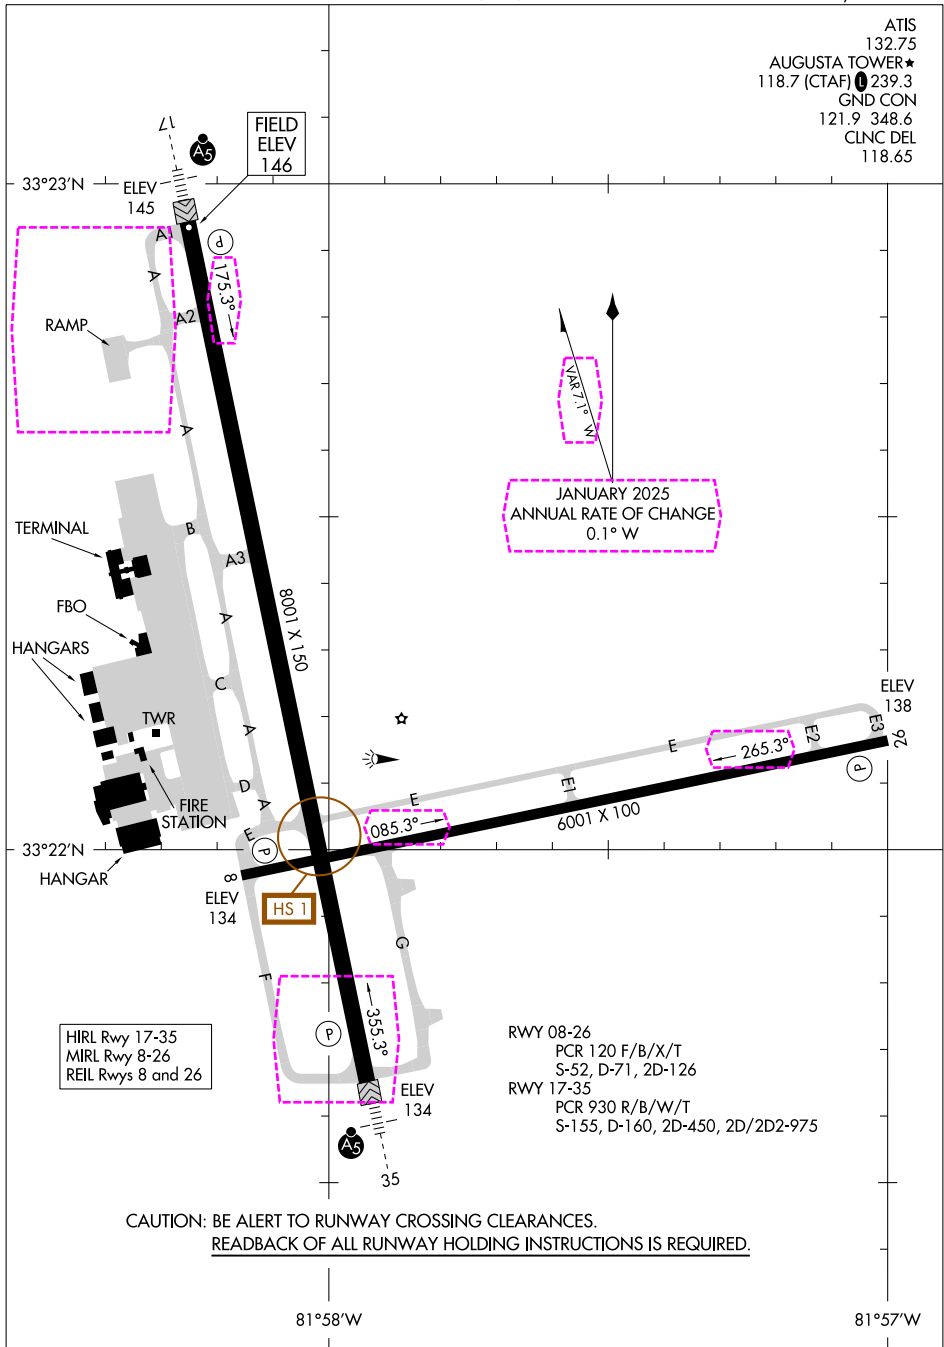 ATIS
132.75
AUGUSTA TOWER★
118.7 (CTAF) L 239.3
GND CON
121.9 348.6
CLNC DEL
118.65
17
A5
FIELD
ELEV
146
33°23'N
ELEV
145
A1
P
A
175.3°
A2
RAMP
VAR 7.1° W
A
JANUARY 2025
ANNUAL RATE OF CHANGE
0.1° W
TERMINAL
B
A3
8001 X 150
FBO
A
HANGARS
C
ELEV
138
TWR
A
E
265.3°
E2
E3
26
P
D
A
E1
E
6001 X 100
FIRE
STATION
E
085.3°
P
33°22'N
HANGAR
8
ELEV
134
HS 1
G
F
355.3°
P
HIRL Rwy 17-35
MIRL Rwy 8-26
REIL Rwys 8 and 26
RWY 08-26
PCR 120 F/B/X/T
S-52, D-71, 2D-126
RWY 17-35
PCR 930 R/B/W/T
S-155, D-160, 2D-450, 2D/2D2-975
ELEV
134
A5
35
CAUTION: BE ALERT TO RUNWAY CROSSING CLEARANCES.
READBACK OF ALL RUNWAY HOLDING INSTRUCTIONS IS REQUIRED.
81°58'W
81°57'W